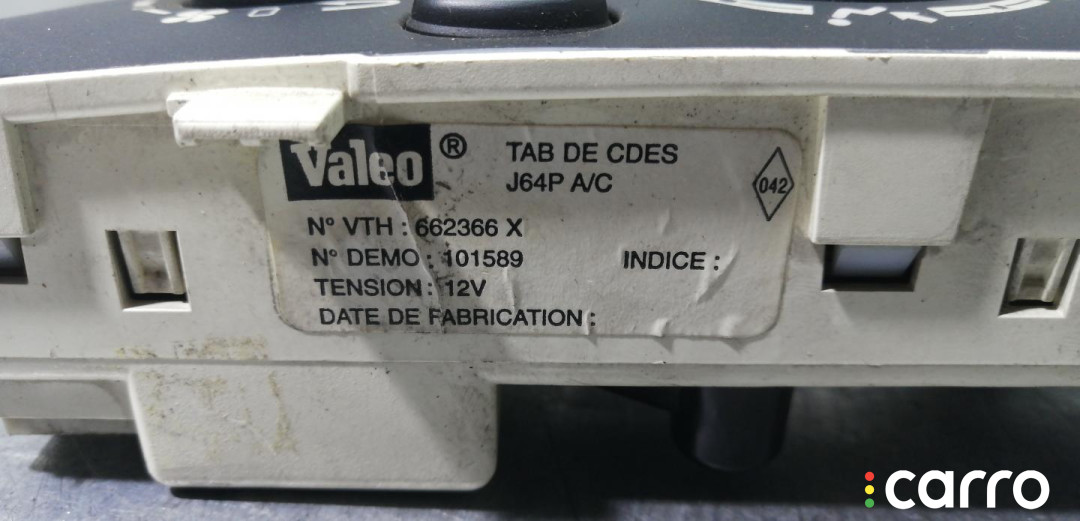 Valeo ®
TAB DE CDES
J64P A/C
042
N° VTH : 662366 X
N° DEMO : 101589
INDICE :
TENSION : 12V
DATE DE FABRICATION :
carro